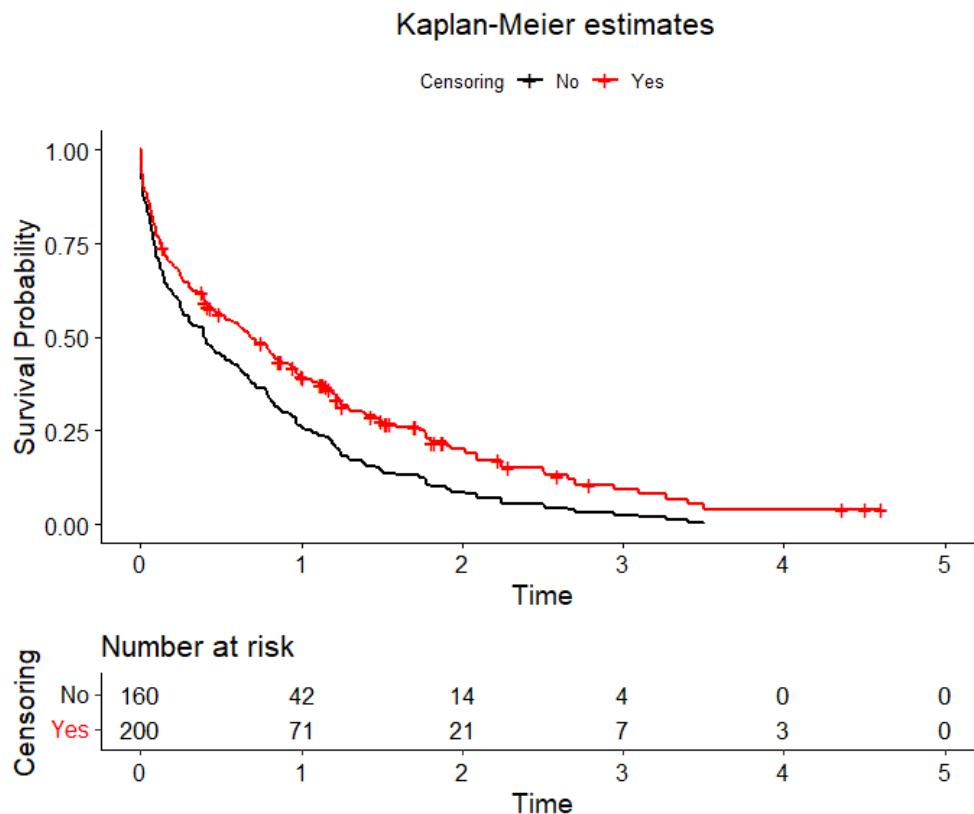 Kaplan-Meier estimates
Censoring No Yes
Survival Probability
1.00
0.75
0.50
0.25
0.00
0 1 2 3 4 5
Time
Number at risk
Censoring
No 160 42 14 4 0 0
Yes 200 71 21 7 3 0
0 1 2 3 4 5
Time